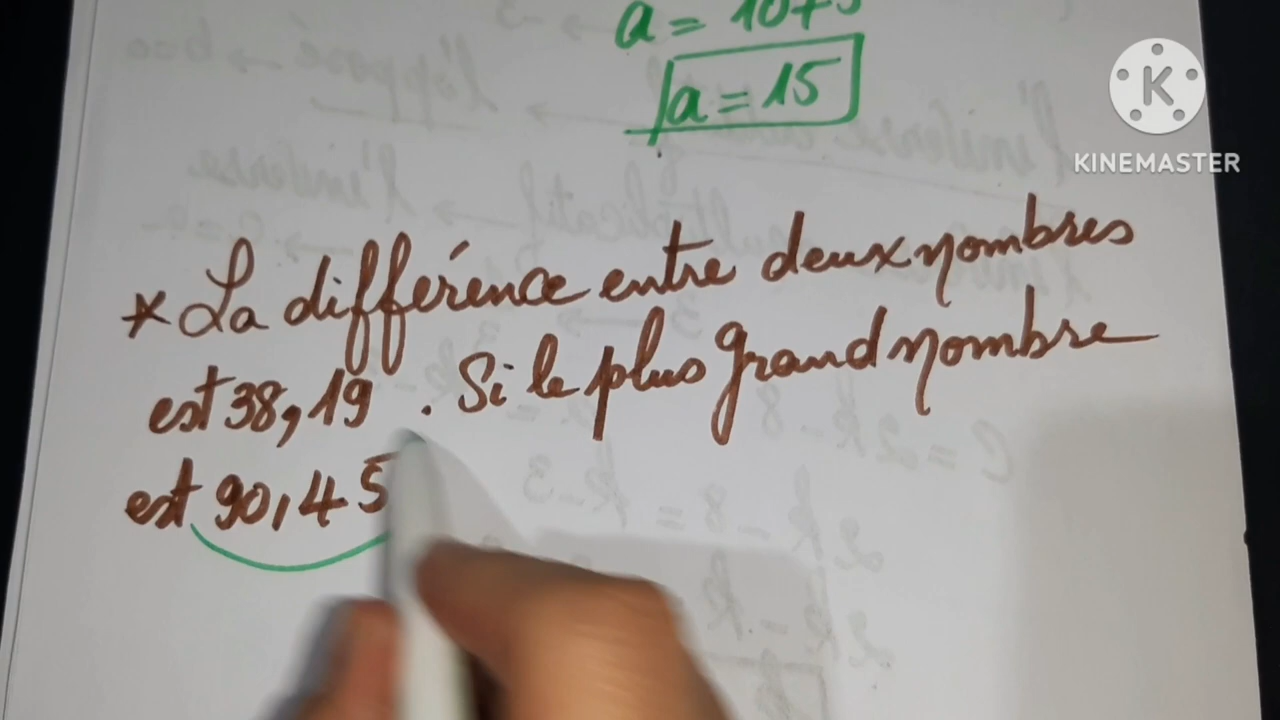 a = 10+5
a = 15
K
KINEMASTER
* La différence entre deux nombres
est 38,19 . Si le plus grand nombre
est 90,45